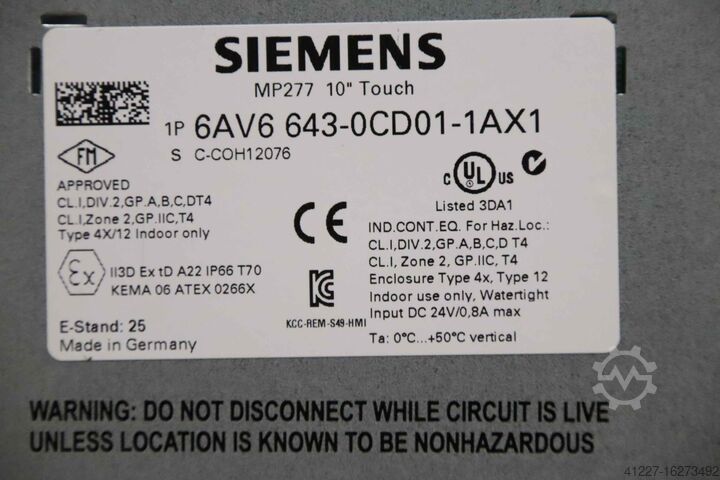 SIEMENS
MP277 10" Touch
1P 6AV6 643-0CD01-1AX1
S C-COH12076
FM
APPROVED
CL.I,DIV.2,GP.A,B,C,DT4
CL.I,Zone 2,GP.IIC,T4
Type 4X/12 Indoor only
Ex II3D Ex tD A22 IP66 T70
KEMA 06 ATEX 0266X
E-Stand: 25
Made in Germany
CE
KCC-REM-S49-HMI
C UL US
Listed 3DA1
IND.CONT.EQ. For Haz.Loc.:
CL.I,DIV.2,GP.A,B,C,D T4
CL.I, Zone 2, GP.IIC, T4
Enclosure Type 4x, Type 12
Indoor use only, Watertight
Input DC 24V/0,8A max
Ta: 0°C...+50°C vertical
WARNING: DO NOT DISCONNECT WHILE CIRCUIT IS LIVE
UNLESS LOCATION IS KNOWN TO BE NONHAZARDOUS
41227-16273492